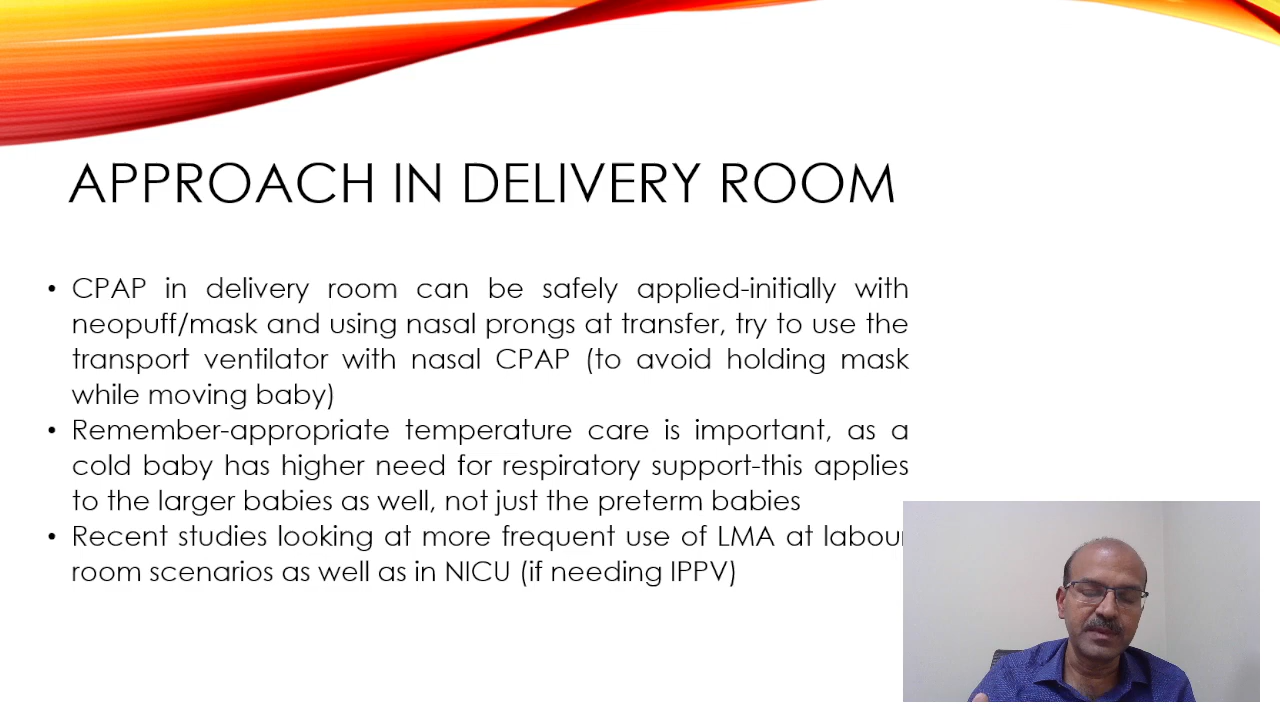 APPROACH IN DELIVERY ROOM
• CPAP in delivery room can be safely applied-initially with
neopuff/mask and using nasal prongs at transfer, try to use the
transport ventilator with nasal CPAP (to avoid holding mask
while moving baby)
• Remember-appropriate temperature care is important, as a
cold baby has higher need for respiratory support-this applies
to the larger babies as well, not just the preterm babies
• Recent studies looking at more frequent use of LMA at labour
room scenarios as well as in NICU (if needing IPPV)